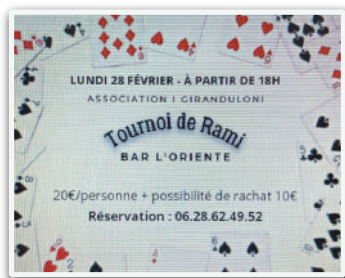 LUNDI 28 FÉVRIER - À PARTIR DE 18H
ASSOCIATION I GIRANDULONI
Tournoi de Rami
BAR L'ORIENTE
20€/personne + possibilité de rachat 10€
Réservation : 06.28.62.49.52